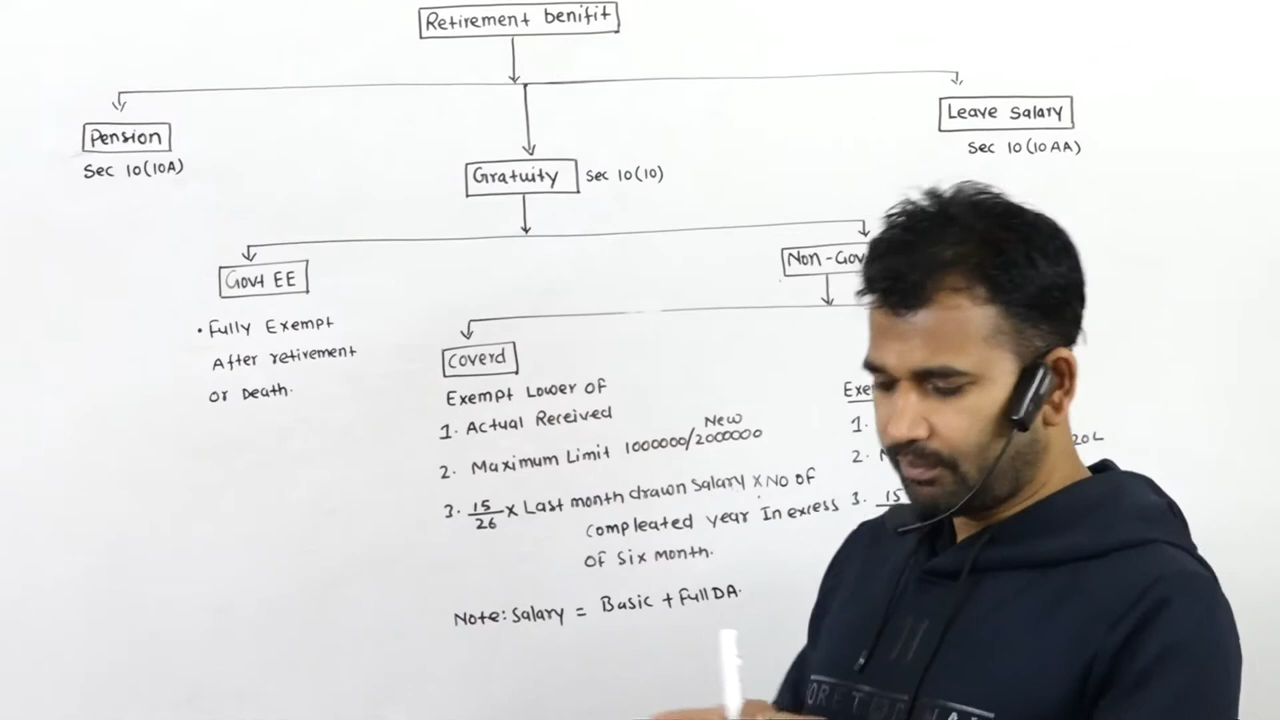 Retirement benifit
Pension
Sec 10(10A)
Leave Salary
Sec 10(10AA)
Gratuity Sec 10(10)
Govt EE
• Fully Exempt
After retirement
or Death.
Non-Gov
Coverd
Exempt Lower of
1. Actual Received
2. Maximum Limit 1000000/2000000
New
3. 15/26 x Last month drawn Salary x No of
compleated year In excess
of Six month.
Note: Salary = Basic + Full DA.
Exe
1.
2.
20L
3. 15